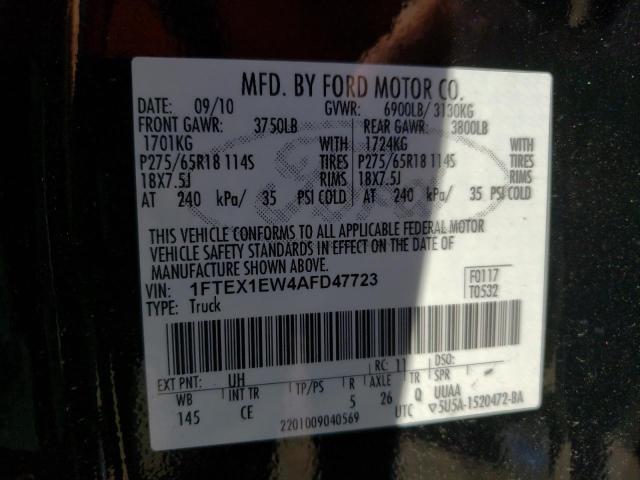 MFD. BY FORD MOTOR CO.
DATE: 09/10 GVWR: 6900LB/ 3130KG
FRONT GAWR: 3750LB REAR GAWR: 3800LB
1701KG WITH 1724KG WITH
P275/65R18 114S TIRES P275/65R18 114S TIRES
18X7.5J RIMS 18X7.5J RIMS
AT 240 kPa/ 35 PSI COLD AT 240 kPa/ 35 PSI COLD
THIS VEHICLE CONFORMS TO ALL APPLICABLE FEDERAL MOTOR
VEHICLE SAFETY STANDARDS IN EFFECT ON THE DATE OF
MANUFACTURE SHOWN ABOVE.
VIN: 1FTEX1EW4AFD47723 F0117
TYPE: Truck T0532
EXT PNT: UH RC: 11 DSO:
WB INT TR TP/PS R AXLE TR SPR
145 CE 5 26 Q UUAA
2201009040569 UTC ▽5U5A-1520472-BA